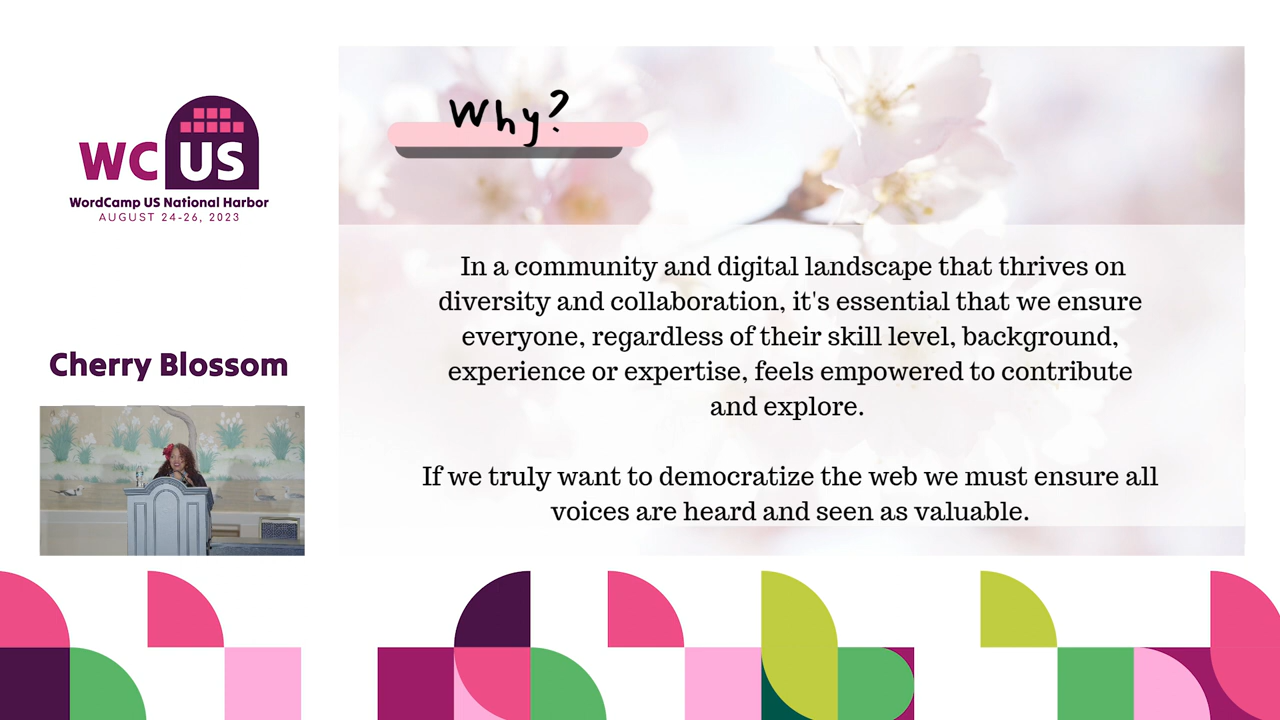 WC US
WordCamp US National Harbor
AUGUST 24-26, 2023
Cherry Blossom
Why?
In a community and digital landscape that thrives on
diversity and collaboration, it's essential that we ensure
everyone, regardless of their skill level, background,
experience or expertise, feels empowered to contribute
and explore.
If we truly want to democratize the web we must ensure all
voices are heard and seen as valuable.